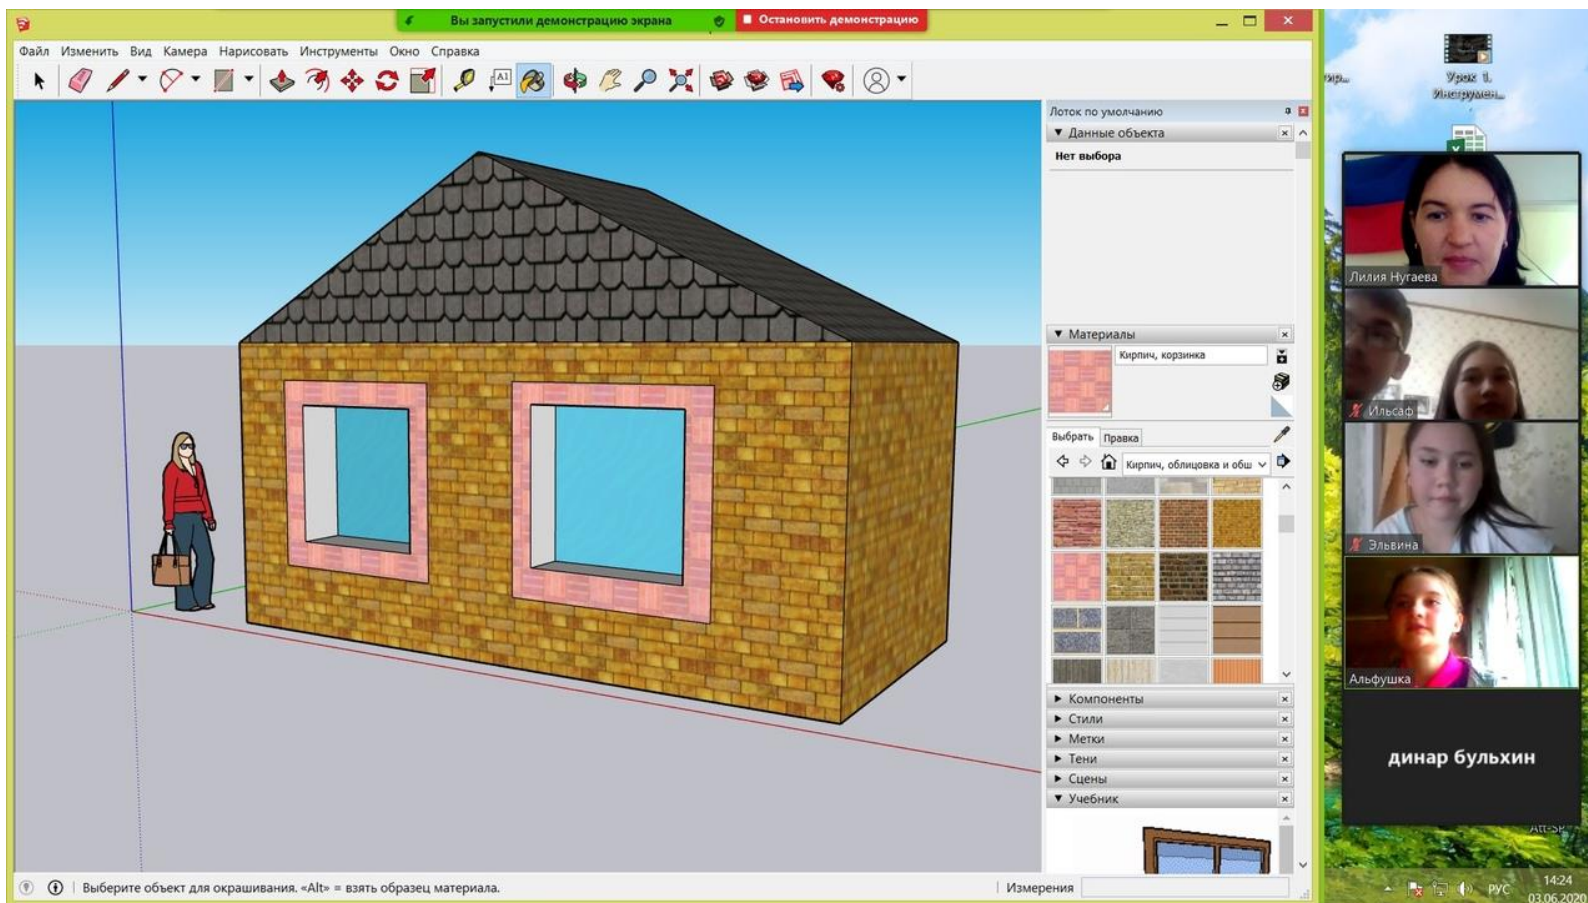 Вы запустили демонстрацию экрана
Остановить демонстрацию
Файл Изменить Вид Камера Нарисовать Инструменты Окно Справка
A1
Лоток по умолчанию
Данные объекта
Нет выбора
Материалы
Кирпич, корзинка
Выбрать Правка
Кирпич, облицовка и обш
Компоненты
Стили
Метки
Тени
Сцены
Учебник
Выберите объект для окрашивания. «Alt» = взять образец материала.
Измерения
Урок 1.
Инструмен...
Лилия Нугаева
Ильсаф
Эльвина
Альфушка
динар бульхин
РУС
14:24
03.06.2020